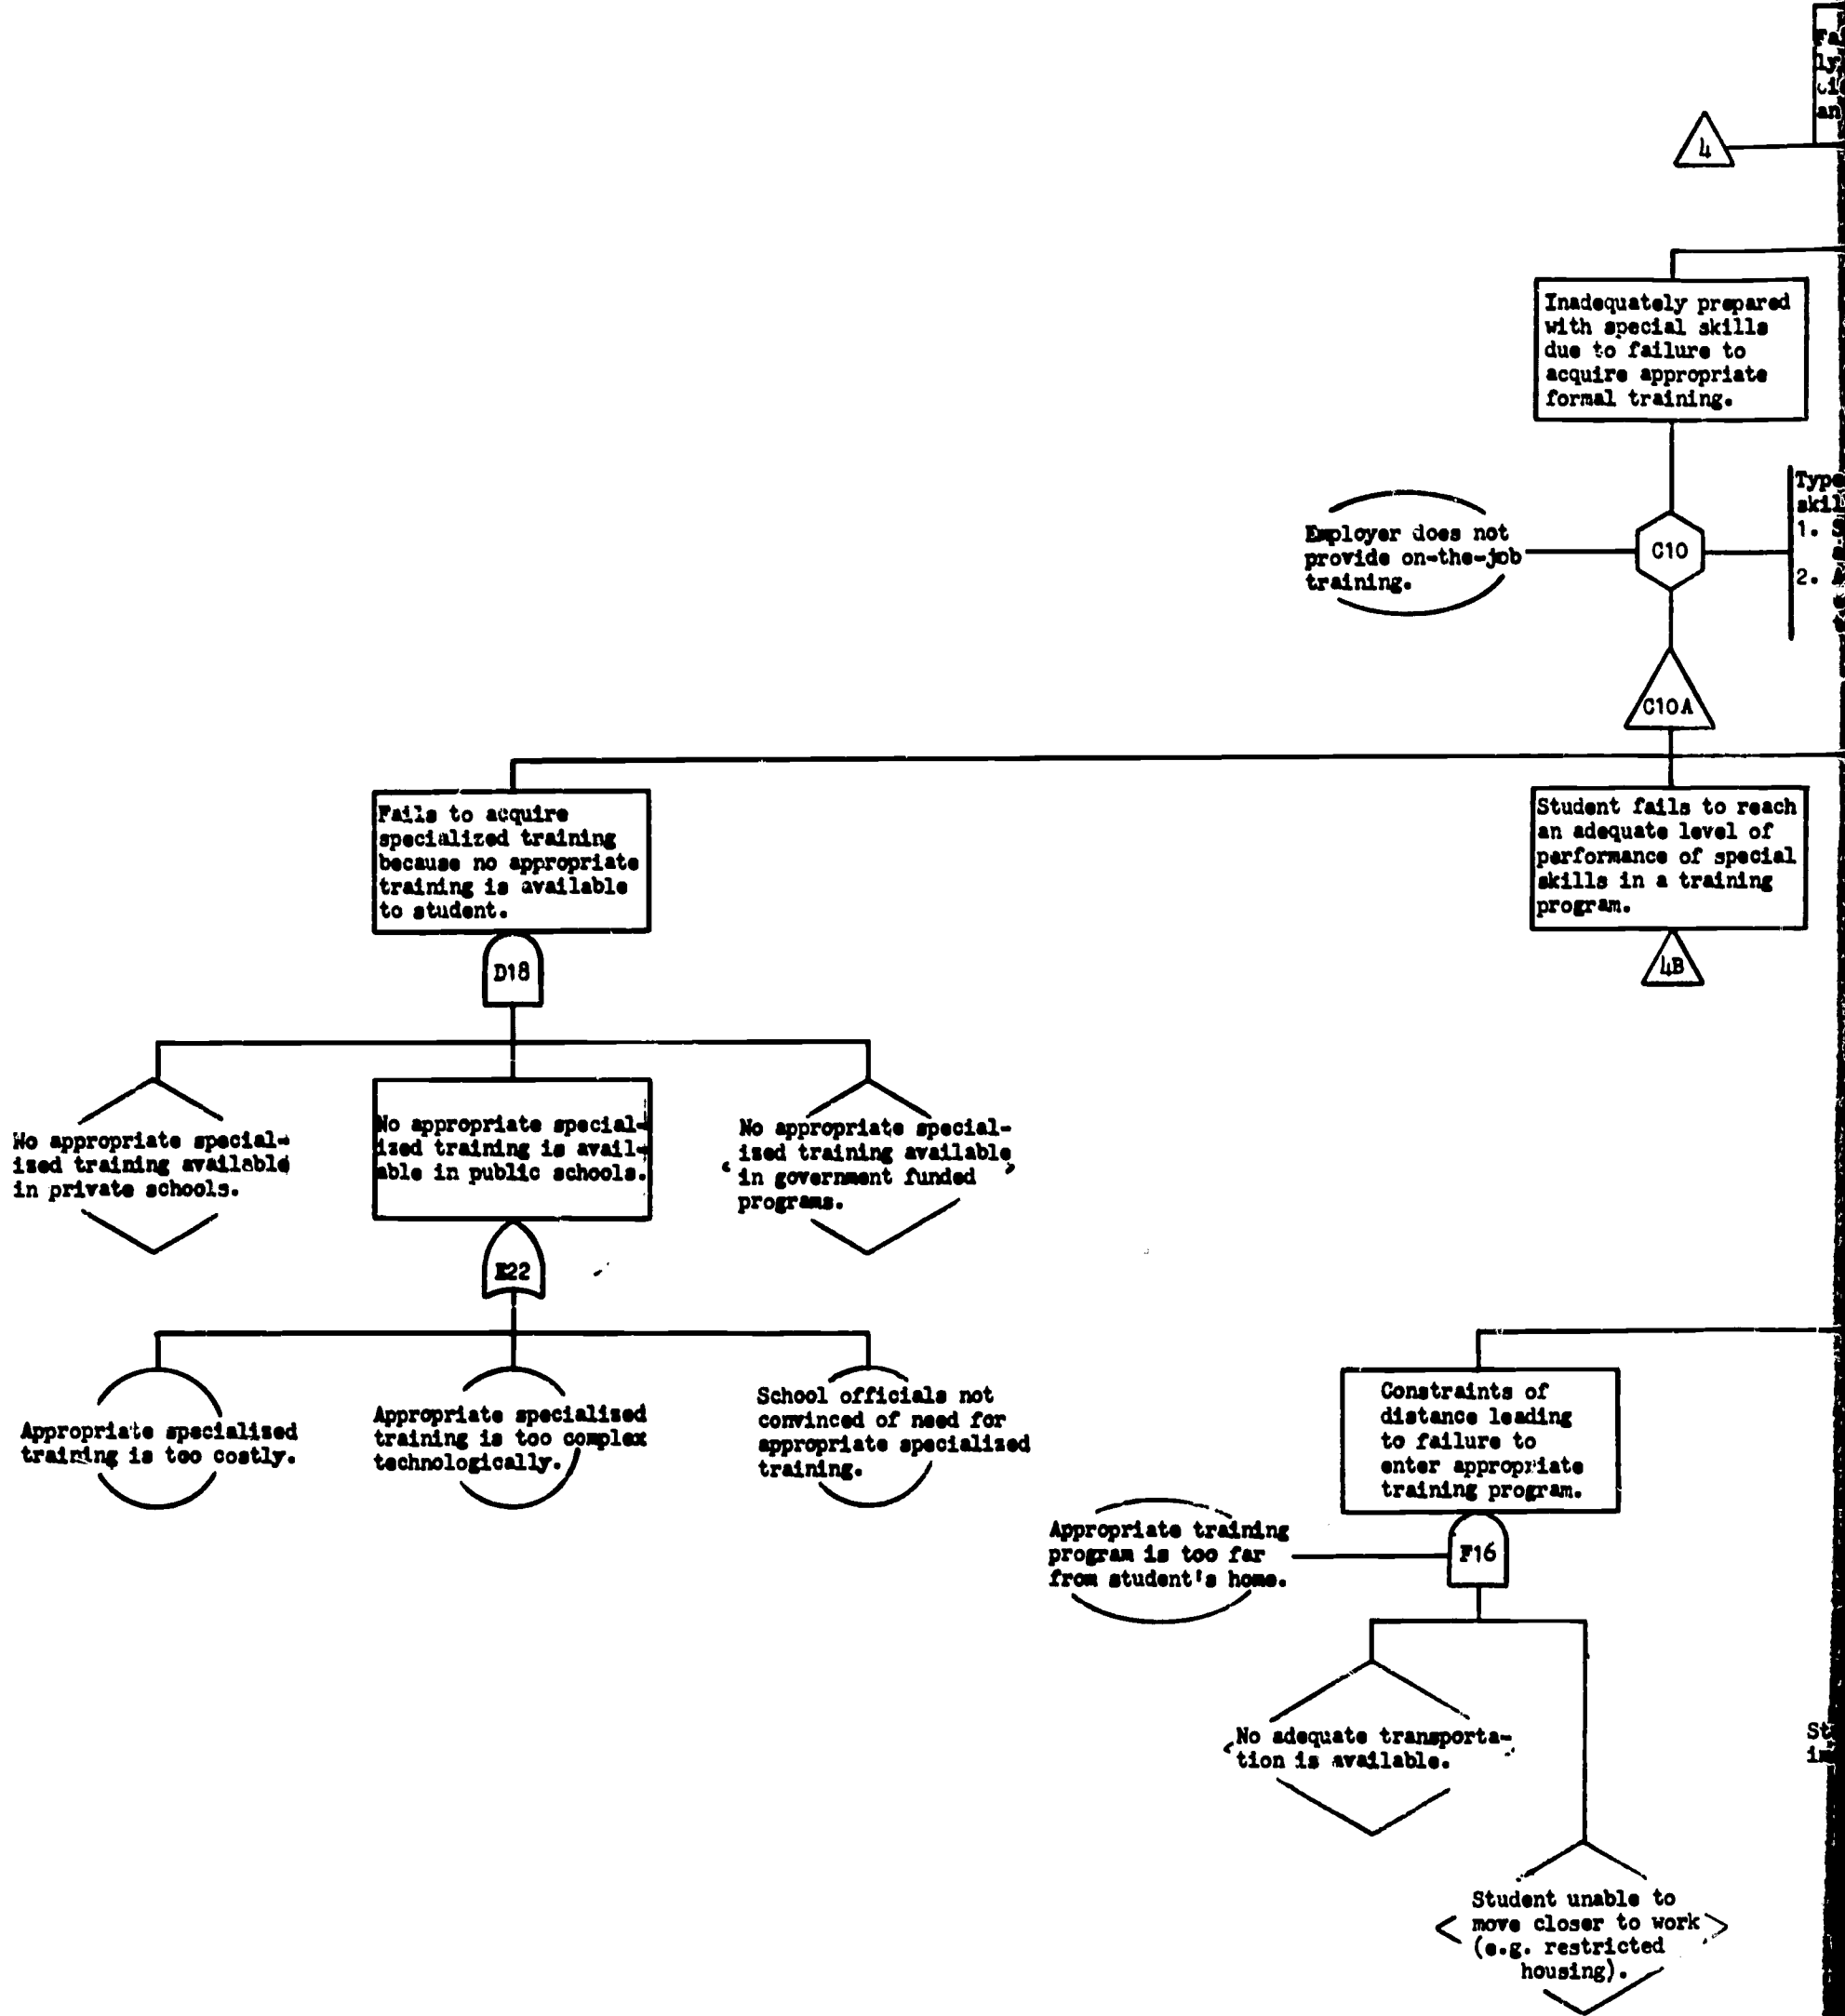 4
Inadequately prepared
with special skills
due to failure to
acquire appropriate
formal training.
Employer does not
provide on-the-job
training.
C10
1.
2.
C10A
Fails to acquire
specialized training
because no appropriate
training is available
to student.
Student fails to reach
an adequate level of
performance of special
skills in a training
program.
D18
4B
No appropriate special-
ized training available
in private schools.
No appropriate special-
ized training is avail-
able in public schools.
No appropriate special-
ized training available
in government funded
programs.
E22
Appropriate specialized
training is too costly.
Appropriate specialized
training is too complex
technologically.
School officials not
convinced of need for
appropriate specialized
training.
Constraints of
distance leading
to failure to
enter appropriate
training program.
Appropriate training
program is too far
from student's home.
F16
No adequate transporta-
tion is available.
Student unable to
move closer to work
(e.g. restricted
housing).